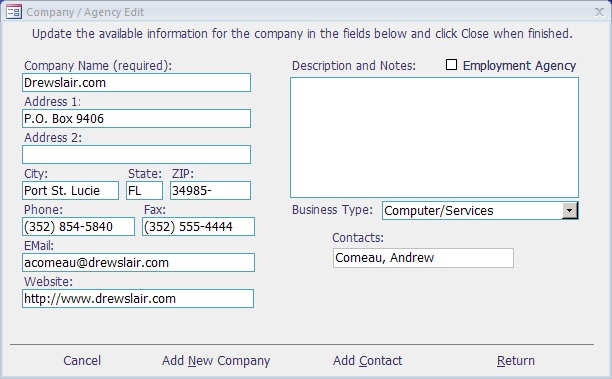 Company / Agency Edit
Update the available information for the company in the fields below and click Close when finished.
Company Name (required):
Drewslair.com
Address 1:
P.O. Box 9406
Address 2:
City: State: ZIP:
Port St. Lucie FL 34985-
Phone: Fax:
(352) 854-5840 (352) 555-4444
EMail:
acomeau@drewslair.com
Website:
http://www.drewslair.com
Description and Notes: Employment Agency
Business Type: Computer/Services
Contacts:
Comeau, Andrew
Cancel Add New Company Add Contact Return